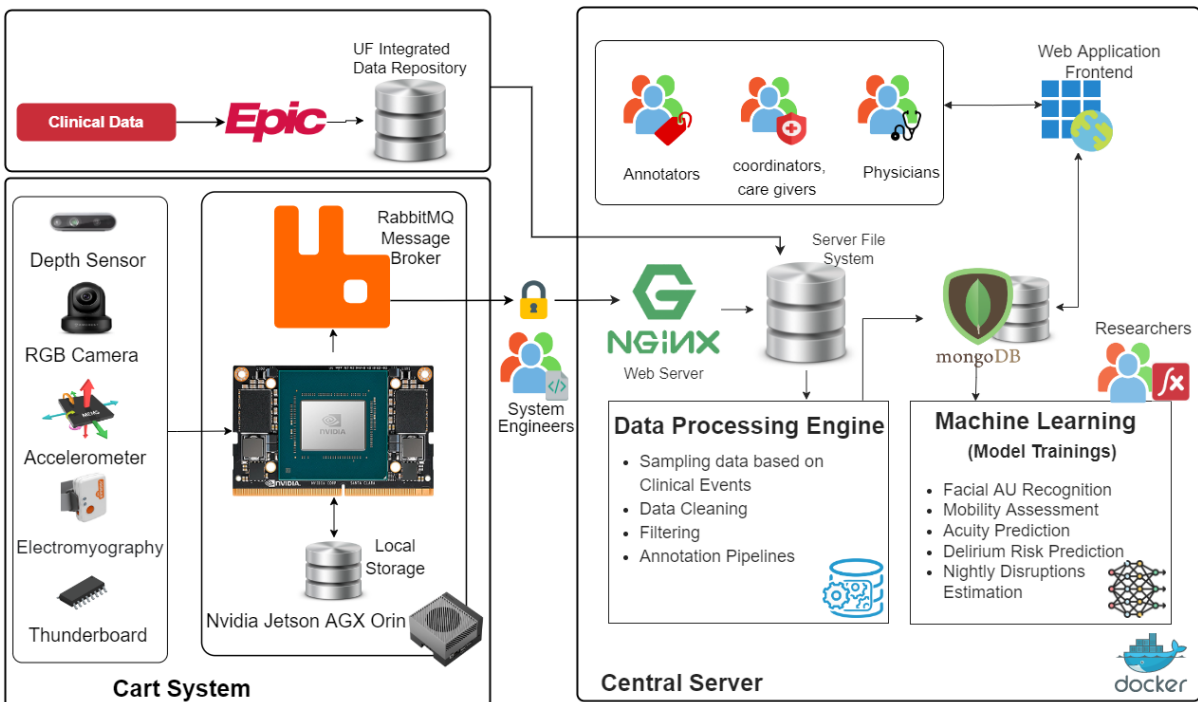 UF Integrated
Data Repository
Clinical Data
Epic
Depth Sensor
RGB Camera
MEMS
Accelerometer
Electromyography
Thunderboard
RabbitMQ
Message
Broker
NVIDIA
NVIDIA.
Local
Storage
Nvidia Jetson AGX Orin
Cart System
System
Engineers
Annotators
coordinators,
care givers
Physicians
Web Application
Frontend
NGINX
Web Server
Server File
System
mongoDB
Researchers
Data Processing Engine
• Sampling data based on
Clinical Events
• Data Cleaning
• Filtering
• Annotation Pipelines
Machine Learning
(Model Trainings)
• Facial AU Recognition
• Mobility Assessment
• Acuity Prediction
• Delirium Risk Prediction
• Nightly Disruptions
Estimation
Central Server
docker